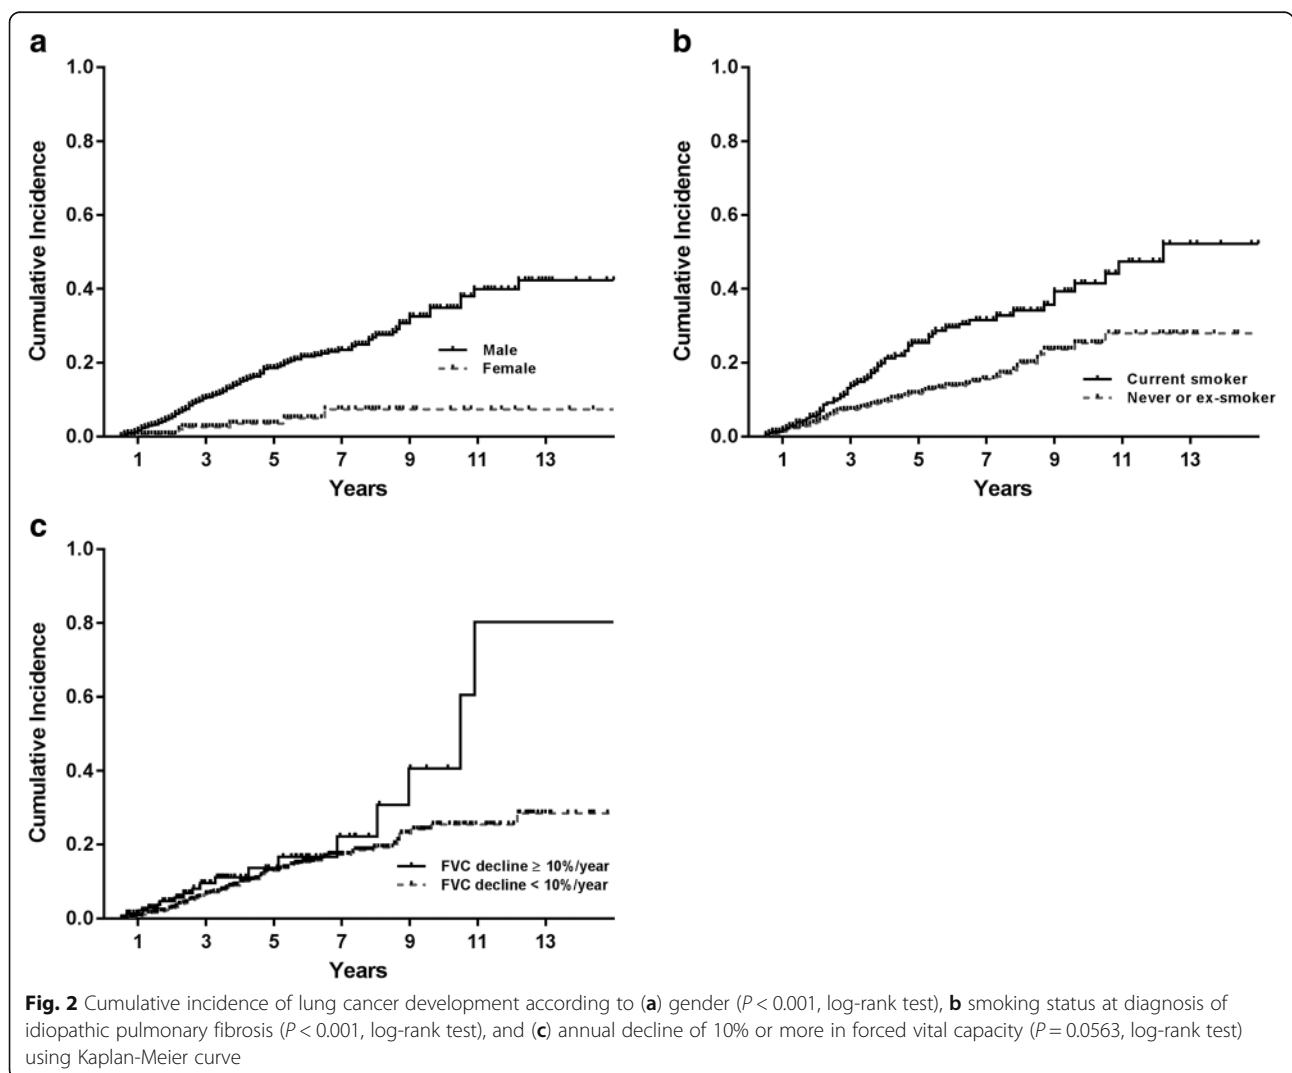 a
1.0
0.8
0.6
0.4
0.2
0.0
Cumulative Incidence
Male
Female
1 3 5 7 9 11 13
Years
b
1.0
0.8
0.6
0.4
0.2
0.0
Cumulative Incidence
Current smoker
Never or ex-smoker
1 3 5 7 9 11 13
Years
c
1.0
0.8
0.6
0.4
0.2
0.0
Cumulative Incidence
FVC decline ≥ 10%/year
FVC decline < 10%/year
1 3 5 7 9 11 13
Years
Fig. 2 Cumulative incidence of lung cancer development according to (a) gender (P < 0.001, log-rank test), b smoking status at diagnosis of
idiopathic pulmonary fibrosis (P < 0.001, log-rank test), and (c) annual decline of 10% or more in forced vital capacity (P = 0.0563, log-rank test)
using Kaplan-Meier curve